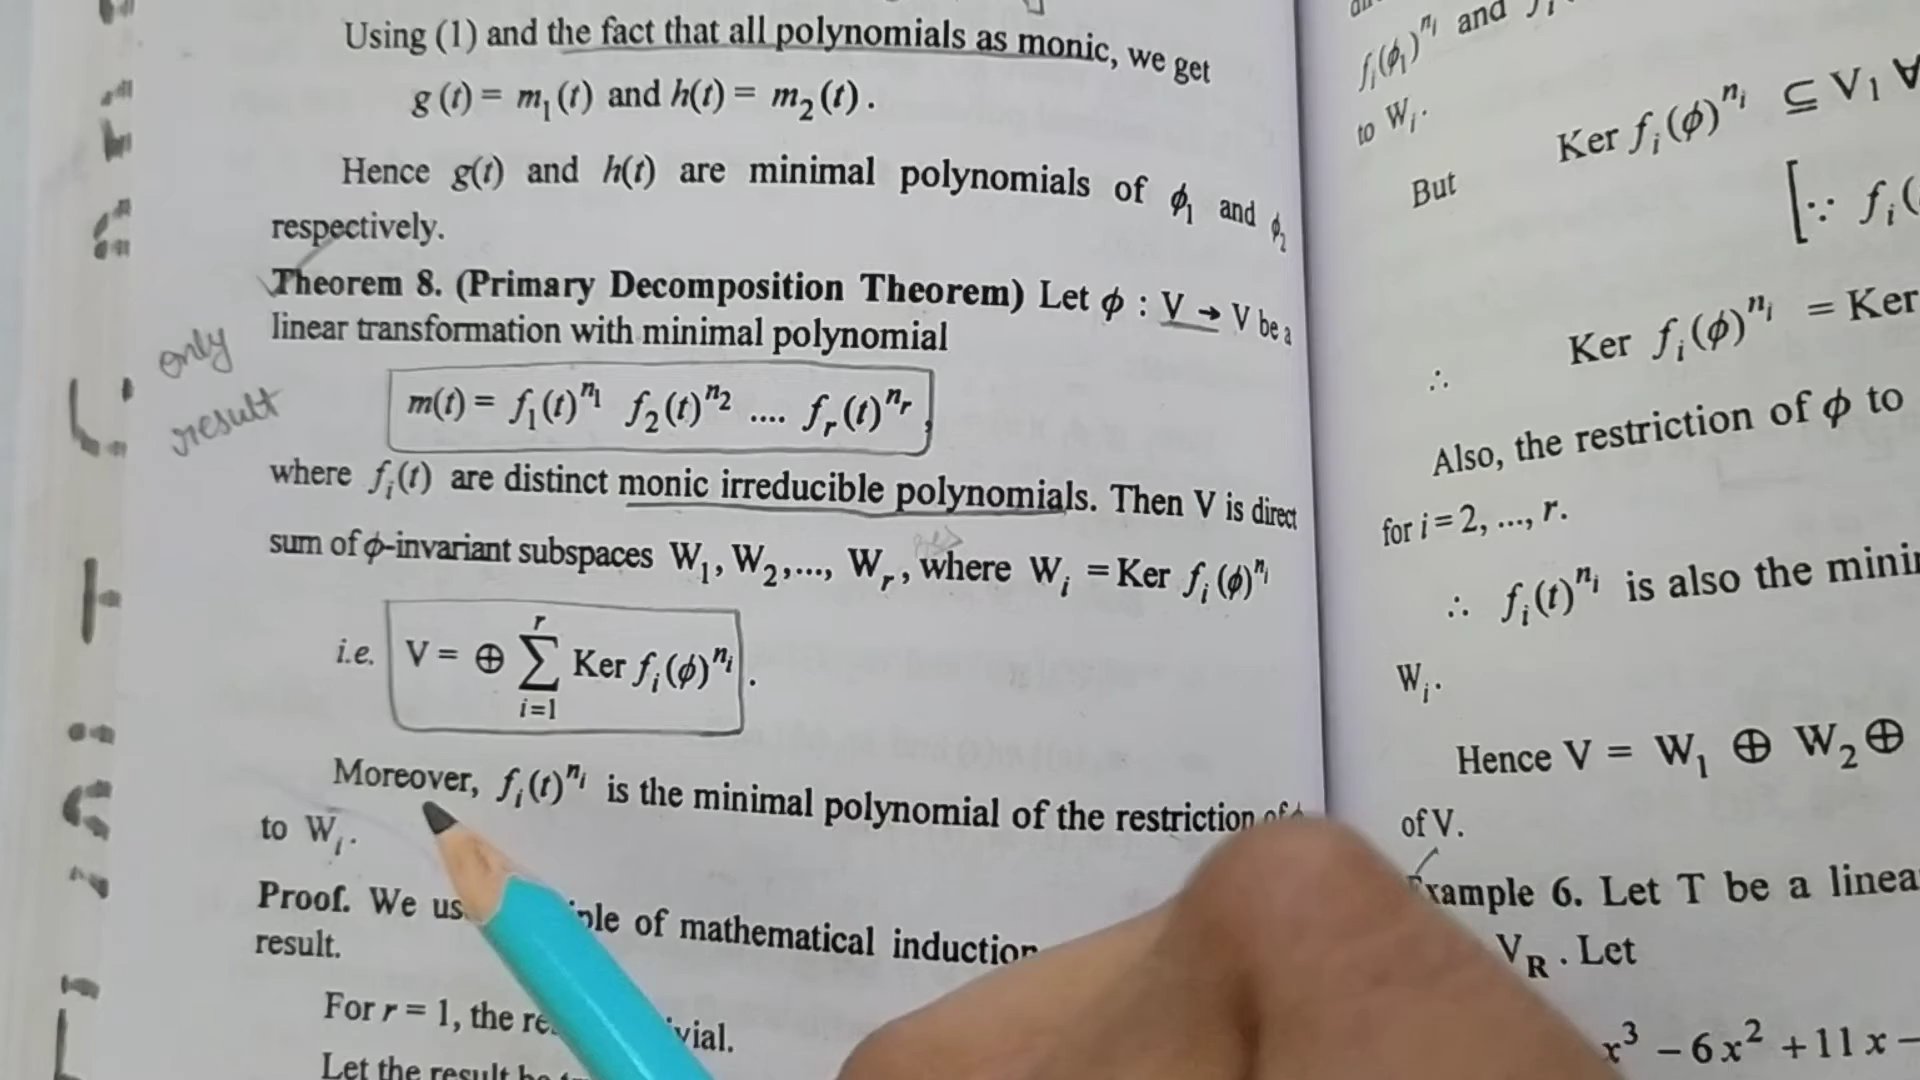 Using (1) and the fact that all polynomials as monic, we get
g (t) = m₁ (t) and h(t) = m₂ (t) .
Hence g(t) and h(t) are minimal polynomials of ϕ₁ and ϕ₂
respectively.
Theorem 8. (Primary Decomposition Theorem) Let ϕ : V → V be a
linear transformation with minimal polynomial
only
result
m(t) = f₁ (t)^n₁ f₂ (t)^n₂ .... f_r (t)^n_r ,
where f_i(t) are distinct monic irreducible polynomials. Then V is direct
sum of ϕ-invariant subspaces W₁, W₂,..., W_r, where W_i = Ker f_i (ϕ)^n_i
i.e. V = ⊕ ∑_{i=1}^{r} Ker f_i (ϕ)^n_i .
Moreover, f_i (t)^n_i is the minimal polynomial of the restriction of
to W_i.
Proof. We us ple of mathematical induction
result.
For r = 1, the re vial.
Let the result be
f_i(ϕ₁)^n_i and
to W_i.
But Ker f_i (ϕ)^n_i ⊆ V₁ ∀
[∵ f_i (
∴ Ker f_i (ϕ)^n_i = Ker
Also, the restriction of ϕ to
for i = 2, ..., r.
∴ f_i (t)^n_i is also the mini
W_i.
Hence V = W₁ ⊕ W₂ ⊕
of V.
Example 6. Let T be a linea
V_R . Let
x³ – 6x² + 11x –